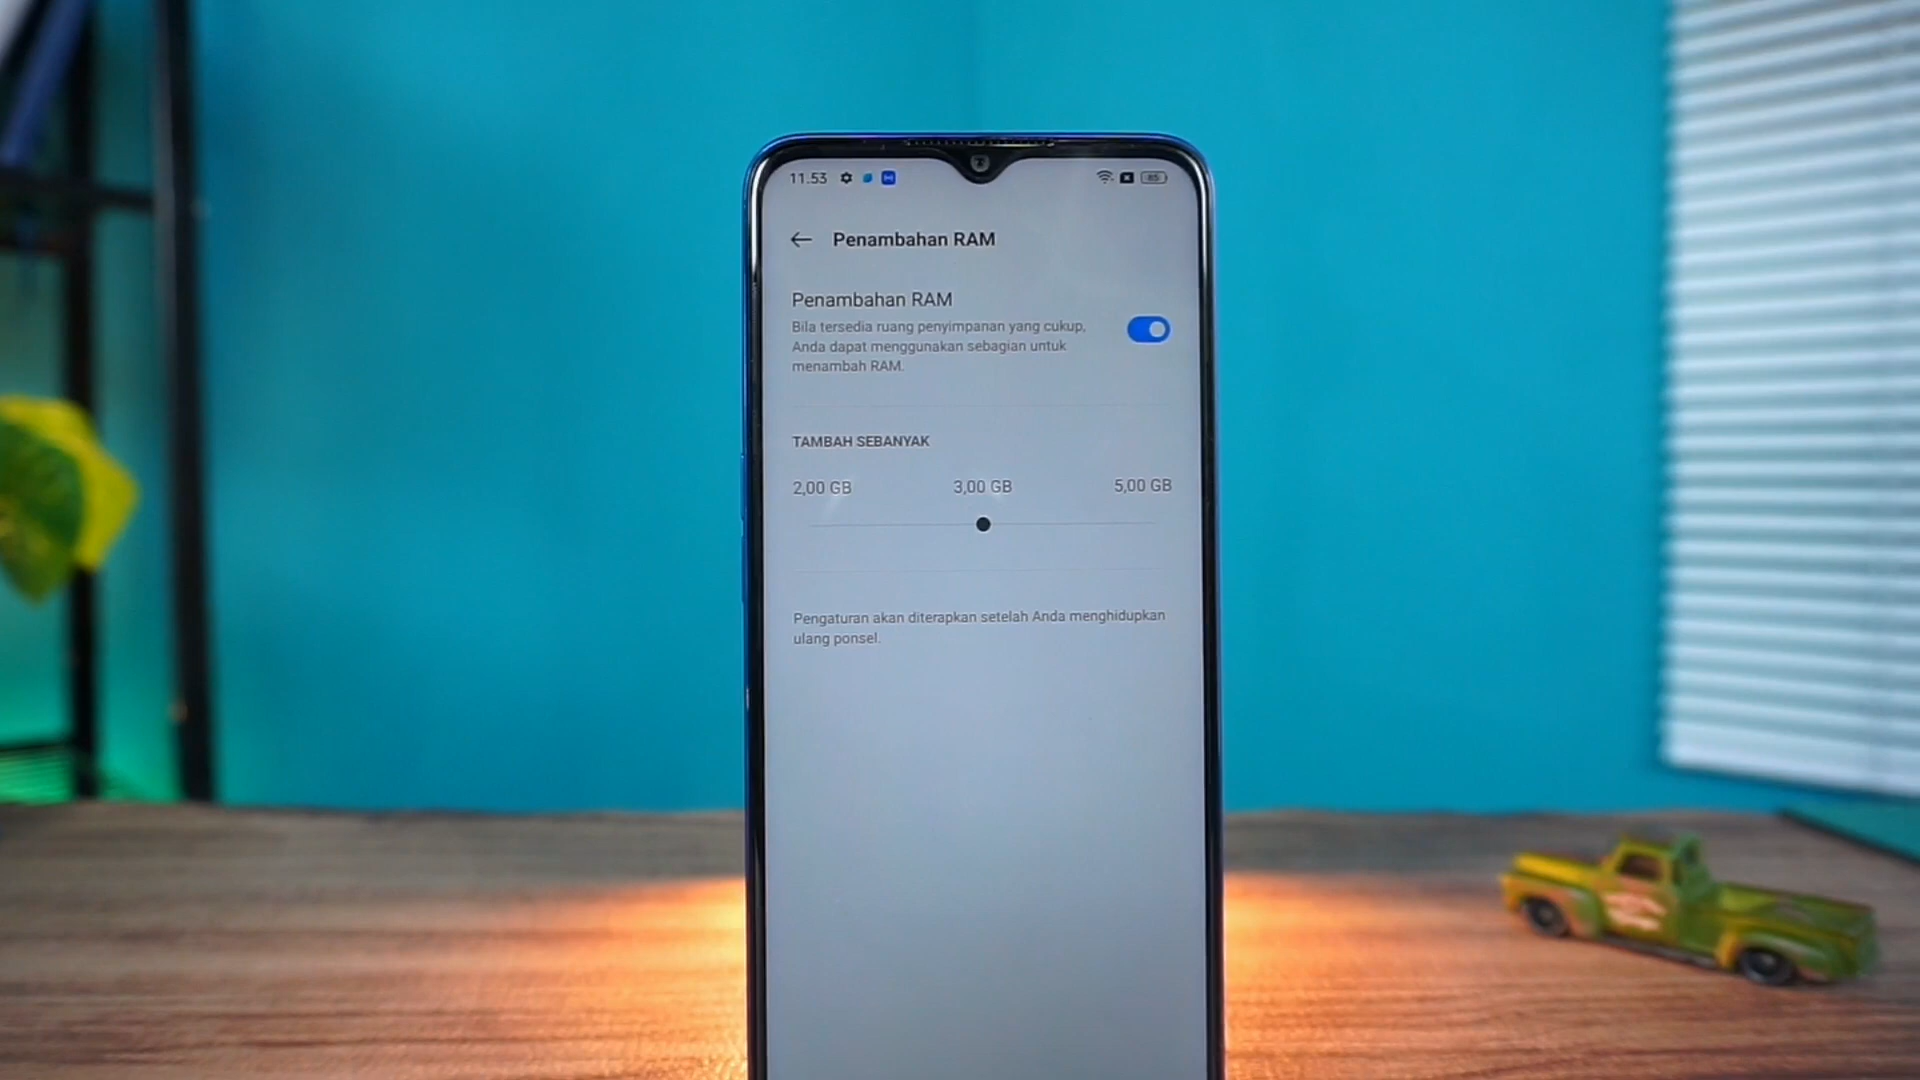 11.53
85
Penambahan RAM
Penambahan RAM
Bila tersedia ruang penyimpanan yang cukup,
Anda dapat menggunakan sebagian untuk
menambah RAM.
TAMBAH SEBANYAK
2,00 GB 3,00 GB 5,00 GB
Pengaturan akan diterapkan setelah Anda menghidupkan
ulang ponsel.